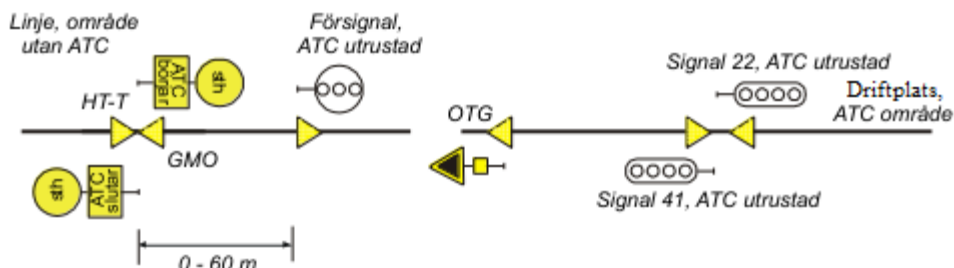 Linje, område
utan ATC
Försignal,
ATC utrustad
Signal 22, ATC utrustad
Driftplats,
ATC område
ATC
börjar
sth
HT-T
OTG
GMO
sth
ATC
slutar
Signal 41, ATC utrustad
0 - 60 m